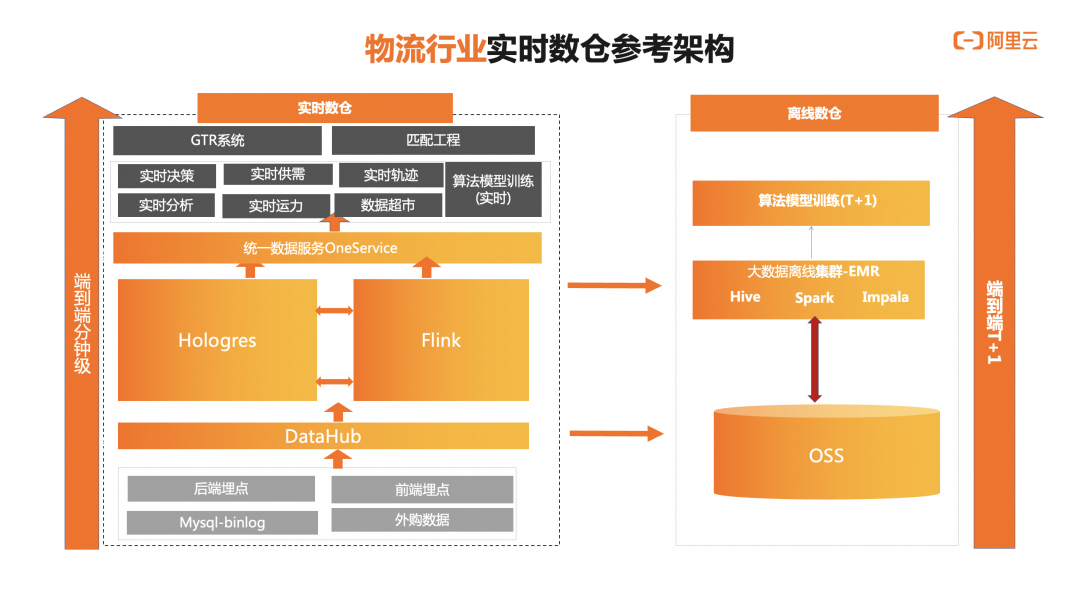 物流行业实时数仓参考架构
阿里云
实时数仓
GTR系统
匹配工程
实时决策
实时供需
实时轨迹
算法模型训练
(实时)
实时分析
实时运力
数据超市
统一数据服务OneService
Hologres
Flink
DataHub
后端埋点
前端埋点
Mysql-binlog
外购数据
端到端分钟级
离线数仓
算法模型训练(T+1)
大数据离线集群-EMR
Hive
Spark
Impala
OSS
端到端T+1